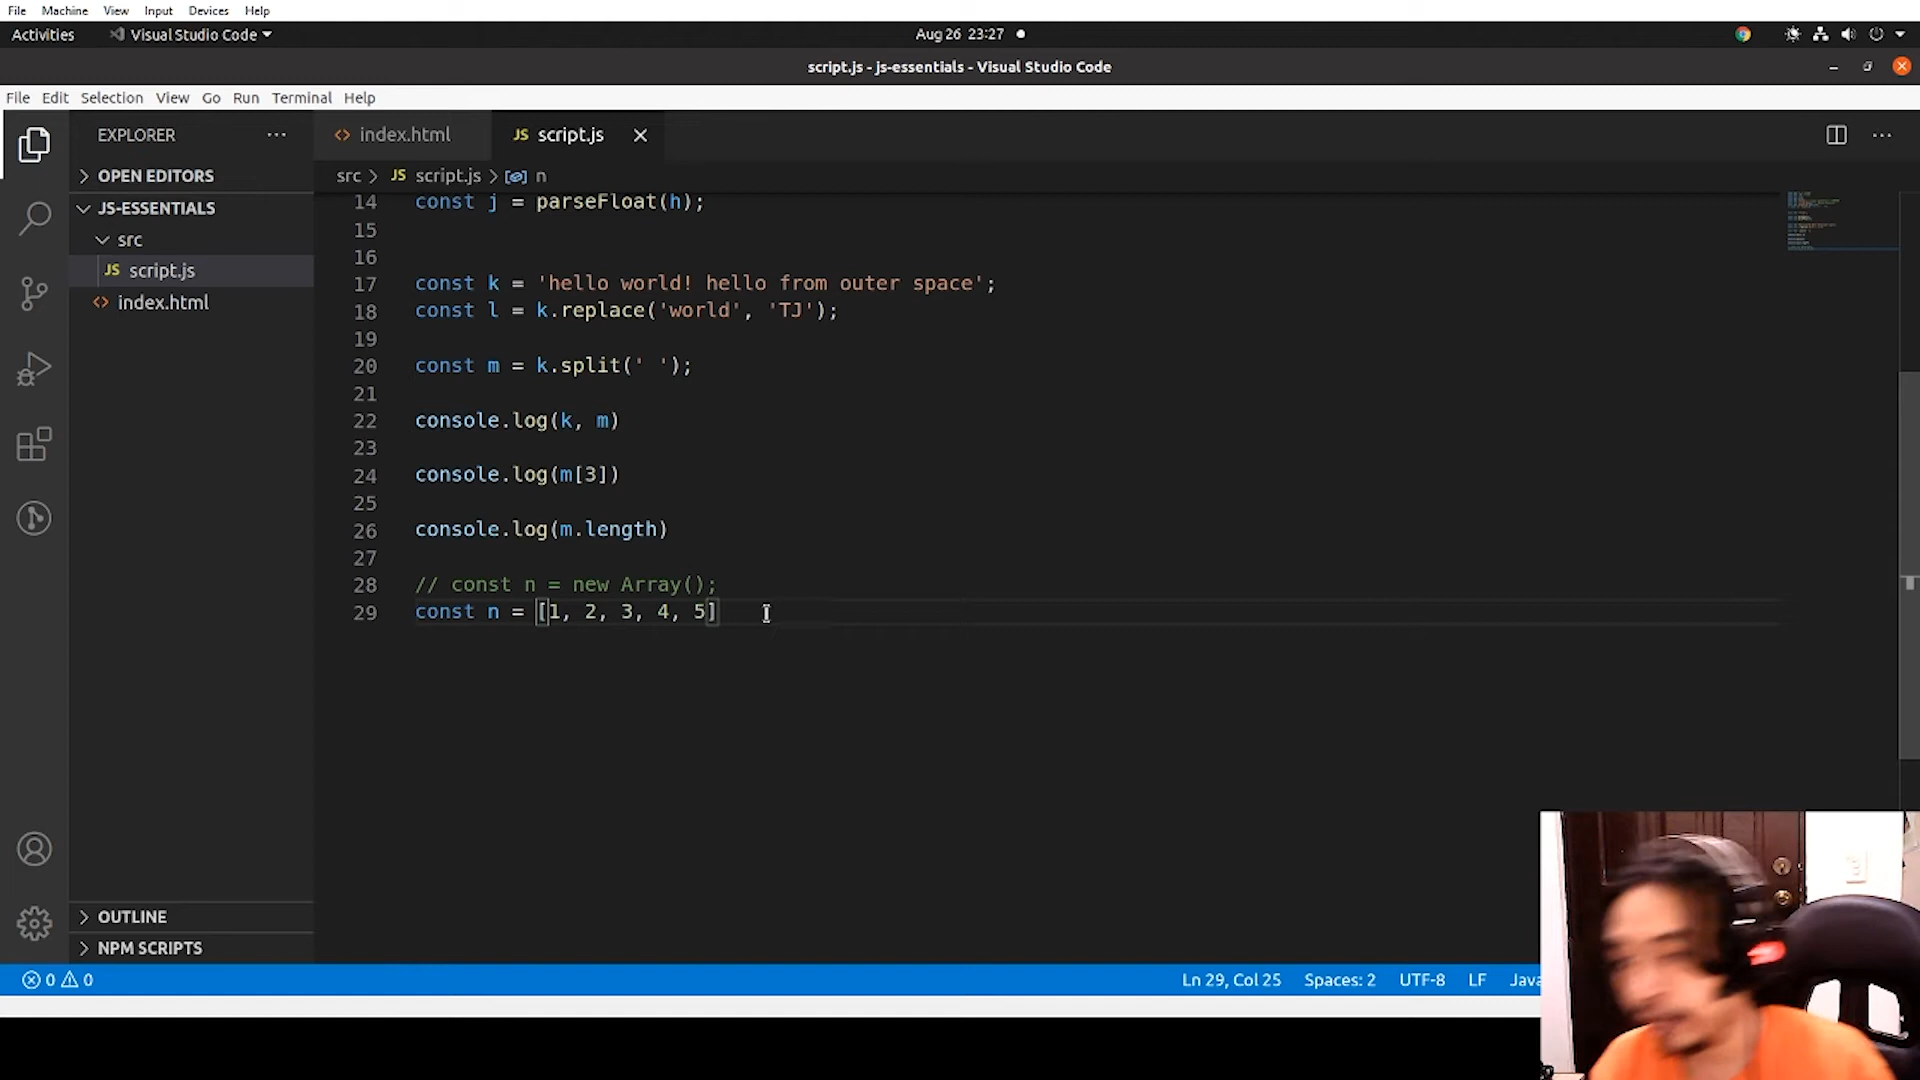 File Machine View Input Devices Help
Activities Visual Studio Code Aug 26 23:27
script.js - js-essentials - Visual Studio Code
File Edit Selection View Go Run Terminal Help
EXPLORER
index.html
JS script.js
OPEN EDITORS
src > JS script.js > n
JS-ESSENTIALS
src
JS script.js
index.html
14 const j = parseFloat(h);
15
16
17 const k = 'hello world! hello from outer space';
18 const l = k.replace('world', 'TJ');
19
20 const m = k.split(' ');
21
22 console.log(k, m)
23
24 console.log(m[3])
25
26 console.log(m.length)
27
28 // const n = new Array();
29 const n = [1, 2, 3, 4, 5]
OUTLINE
NPM SCRIPTS
0 0 Ln 29, Col 25 Spaces: 2 UTF-8 LF Java